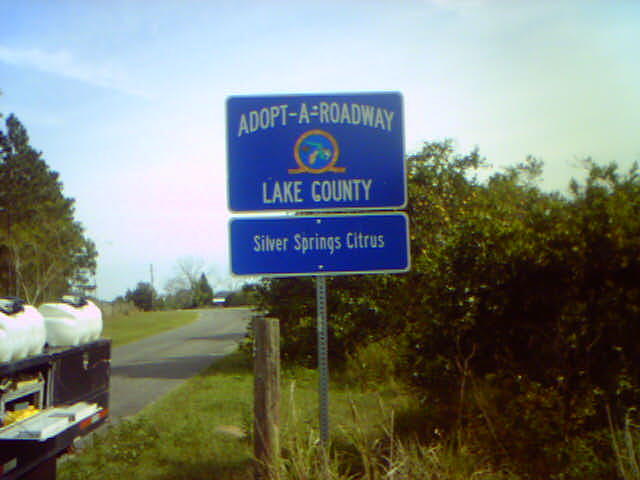 ADOPT-A-ROADWAY
LAKE COUNTY
Silver Springs Citrus